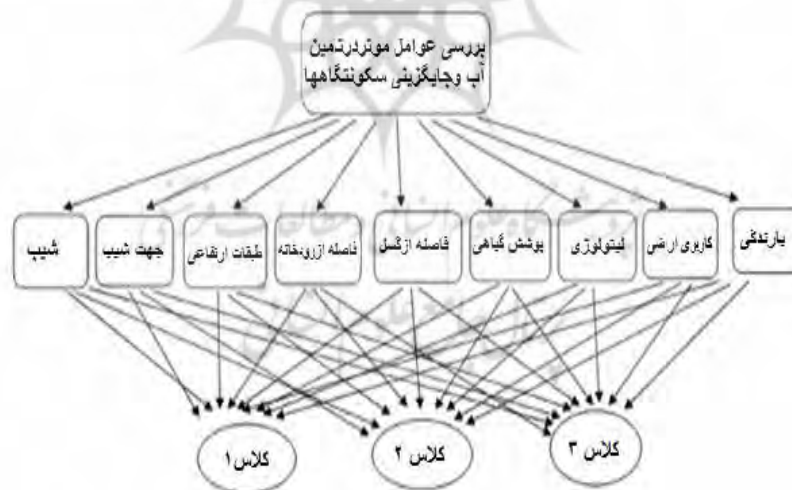 بررسی عوامل موثردرتامین
آب وجایگزینی سکونتگاهها
بارندگی
کاربری اراضی
لیتولوژی
پوشش گیاهی
فاصله ازگسل
فاصله ازرودخانه
طبقات ارتفاعی
جهت شیب
شیب
کلاس ۳
کلاس ۲
کلاس ۱